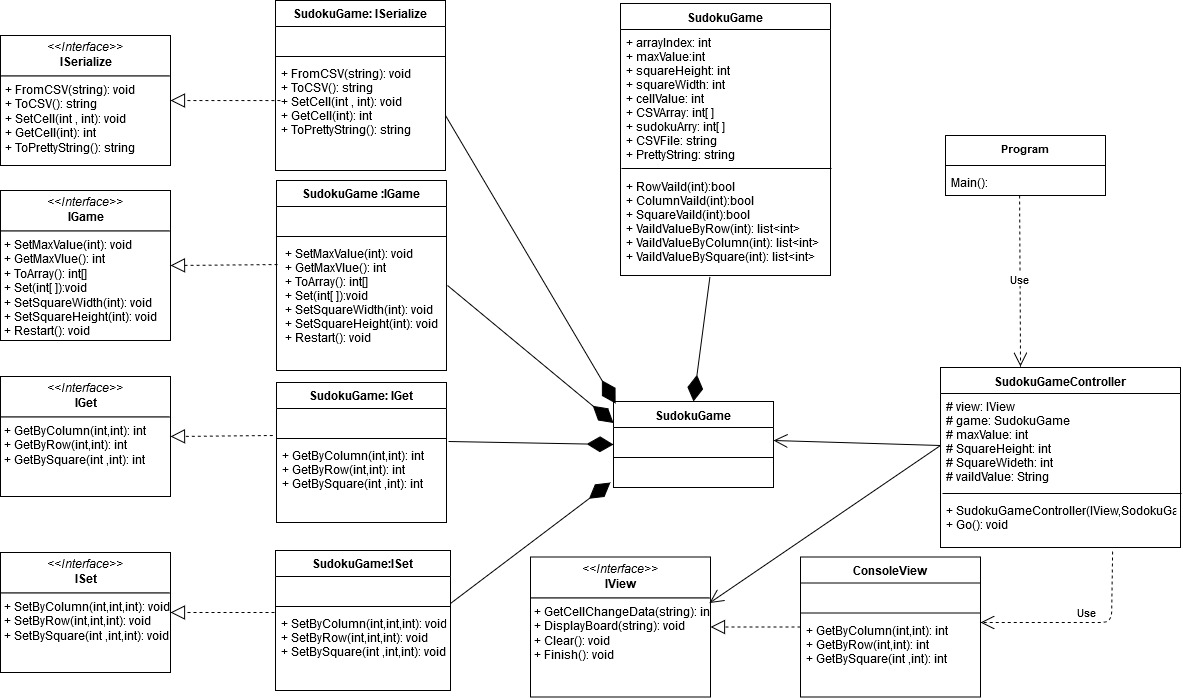 <<Interface>>
ISerialize
+ FromCSV(string): void
+ ToCSV(): string
+ SetCell(int , int): void
+ GetCell(int): int
+ ToPrettyString(): string
SudokuGame: ISerialize
+ FromCSV(string): void
+ ToCSV(): string
+ SetCell(int , int): void
+ GetCell(int): int
+ ToPrettyString(): string
SudokuGame
+ arrayIndex: int
+ maxValue:int
+ squareHeight: int
+ squareWidth: int
+ cellValue: int
+ CSVArray: int[ ]
+ sudokuArry: int[ ]
+ CSVFile: string
+ PrettyString: string
+ RowVaild(int):bool
+ ColumnVaild(int):bool
+ SquareVaild(int):bool
+ VaildValueByRow(int): list<int>
+ VaildValueByColumn(int): list<int>
+ VaildValueBySquare(int): list<int>
Program
Main():
Use
<<Interface>>
IGame
+ SetMaxValue(int): void
+ GetMaxVlue(): int
+ ToArray(): int[]
+ Set(int[ ]):void
+ SetSquareWidth(int): void
+ SetSquareHeight(int): void
+ Restart(): void
SudokuGame :IGame
+ SetMaxValue(int): void
+ GetMaxVlue(): int
+ ToArray(): int[]
+ Set(int[ ]):void
+ SetSquareWidth(int): void
+ SetSquareHeight(int): void
+ Restart(): void
<<Interface>>
IGet
+ GetByColumn(int,int): int
+ GetByRow(int,int): int
+ GetBySquare(int ,int): int
SudokuGame: IGet
+ GetByColumn(int,int): int
+ GetByRow(int,int): int
+ GetBySquare(int ,int): int
SudokuGame
SudokuGameController
# view: IView
# game: SudokuGame
# maxValue: int
# SquareHeight: int
# SquareWideth: int
# vaildValue: String
+ SudokuGameController(IView,SodokuGa
+ Go(): void
<<Interface>>
ISet
+ SetByColumn(int,int,int): void
+ SetByRow(int,int,int): void
+ SetBySquare(int ,int,int): void
SudokuGame:ISet
+ SetByColumn(int,int,int): void
+ SetByRow(int,int,int): void
+ SetBySquare(int ,int,int): void
<<Interface>>
IView
+ GetCellChangeData(string): in
+ DisplayBoard(string): void
+ Clear(): void
+ Finish(): void
ConsoleView
+ GetByColumn(int,int): int
+ GetByRow(int,int): int
+ GetBySquare(int ,int): int
Use